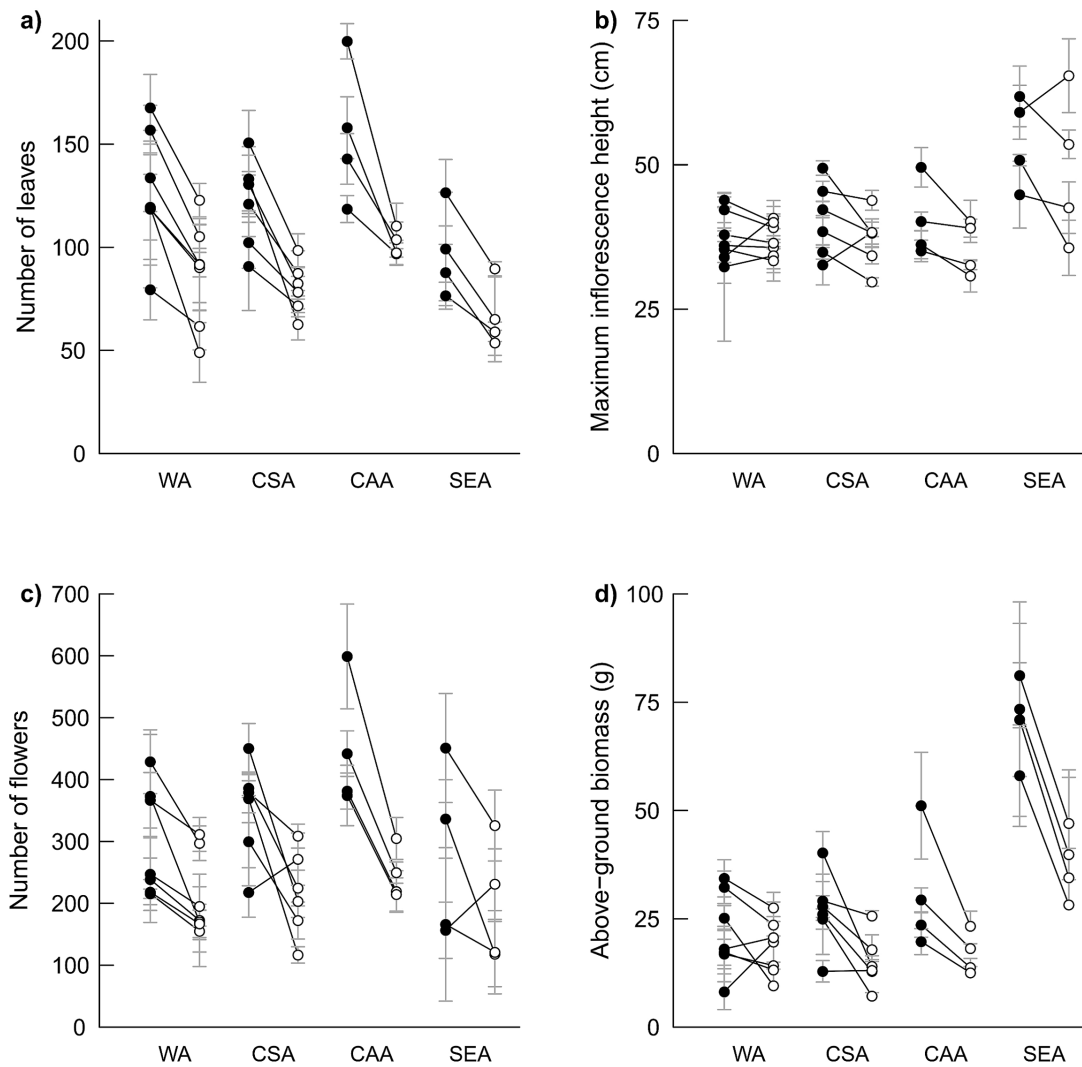 a)
Number of leaves
200
150
100
50
0
WA CSA CAA SEA
b)
Maximum inflorescence height (cm)
75
50
25
0
WA CSA CAA SEA
c)
Number of flowers
700
600
500
400
300
200
100
0
WA CSA CAA SEA
d)
Above−ground biomass (g)
100
75
50
25
0
WA CSA CAA SEA